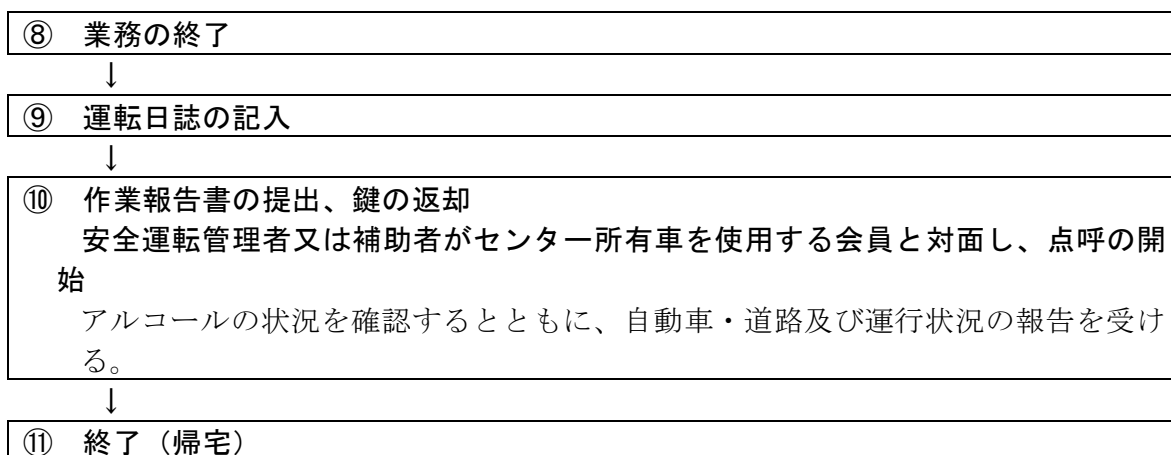 ⑧　業務の終了
↓
⑨　運転日誌の記入
↓
⑩　作業報告書の提出、鍵の返却
安全運転管理者又は補助者がセンター所有車を使用する会員と対面し、点呼の開
始
アルコールの状況を確認するとともに、自動車・道路及び運行状況の報告を受け
る。
↓
⑪　終了（帰宅）